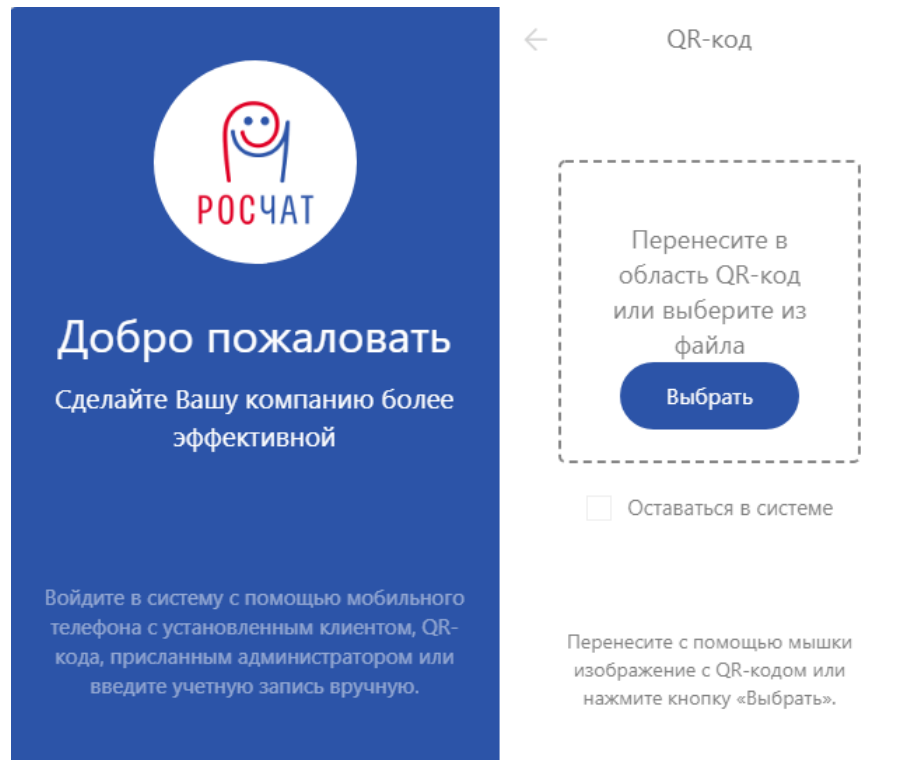 РОСЧАТ
Добро пожаловать
Сделайте Вашу компанию более
эффективной
Войдите в систему с помощью мобильного
телефона с установленным клиентом, QR-
кода, присланным администратором или
введите учетную запись вручную.
QR-код
Перенесите в
область QR-код
или выберите из
файла
Выбрать
Оставаться в системе
Перенесите с помощью мышки
изображение с QR-кодом или
нажмите кнопку «Выбрать».